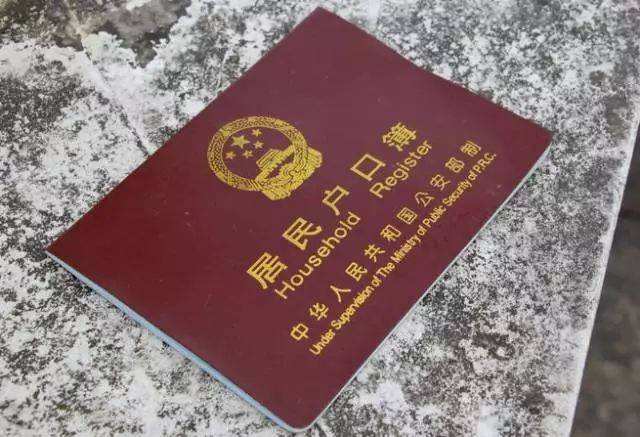 居民户口簿
Household Register
中华人民共和国公安部制
Under Supervision of The Ministry of Public Security of P.R.C.